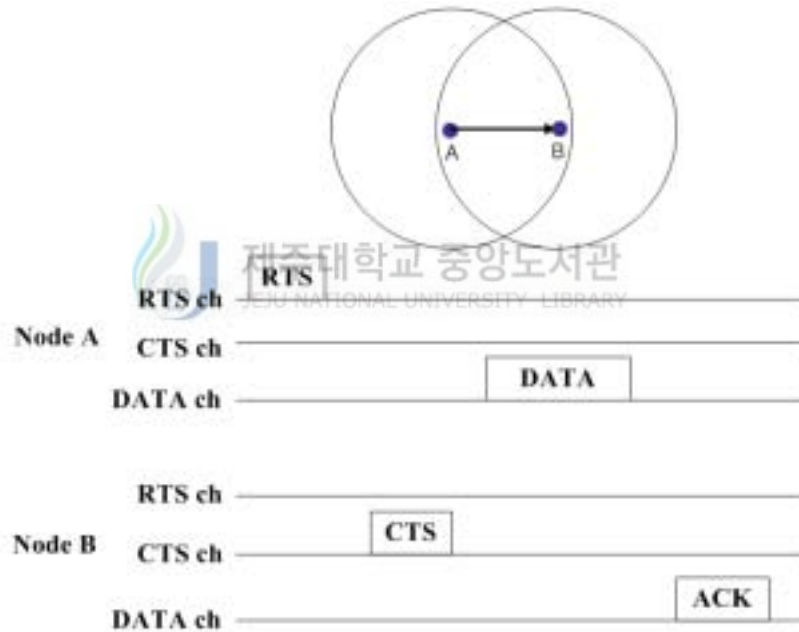 A
B
제주대학교 중앙도서관
JEJU NATIONAL UNIVERSITY LIBRARY
RTS
RTS ch
Node A
CTS ch
DATA
DATA ch
RTS ch
CTS
Node B
CTS ch
ACK
DATA ch